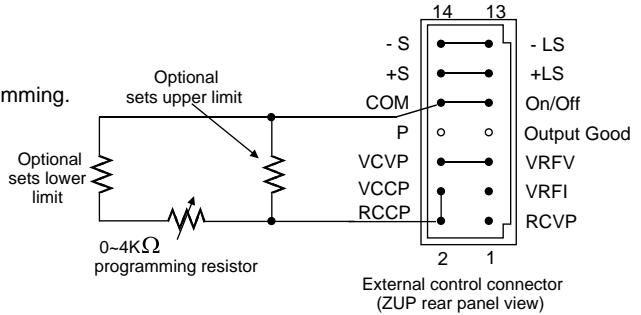 14 13
- S - LS
+S +LS
mming.
Optional
sets upper limit
COM On/Off
P Output Good
Optional
sets lower
limit
VCVP VRFV
VCCP VRFI
RCCP RCVP
0~4KΩ
programming resistor
2 1
External control connector
(ZUP rear panel view)